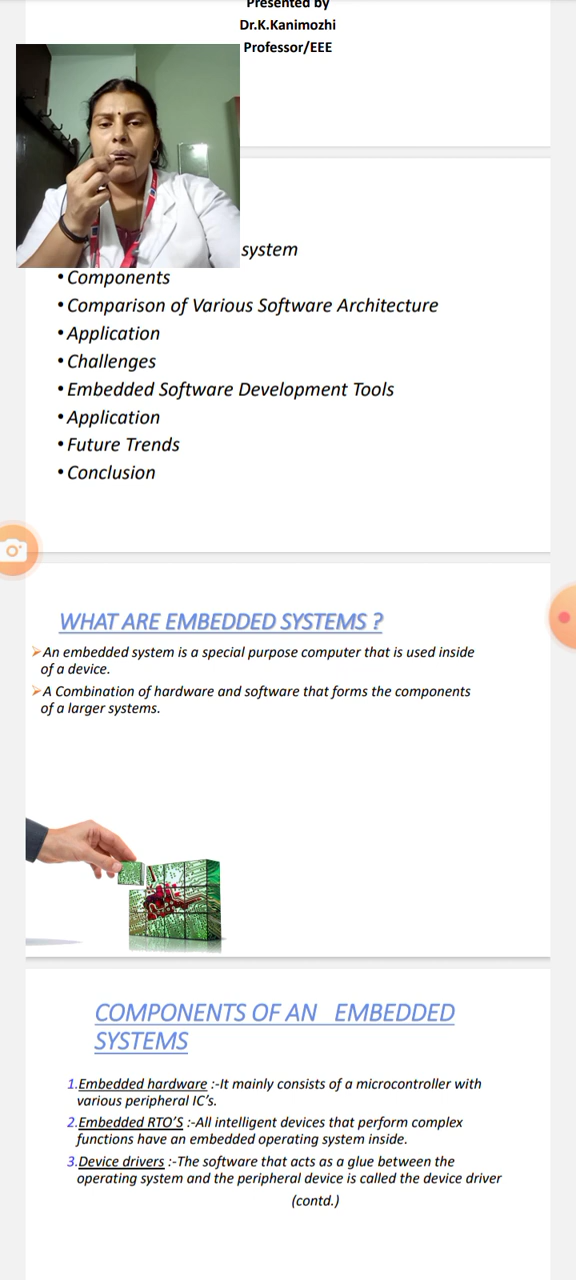 Presented by
Dr.K.Kanimozhi
Professor/EEE
system
• Components
• Comparison of Various Software Architecture
• Application
• Challenges
• Embedded Software Development Tools
• Application
• Future Trends
• Conclusion
WHAT ARE EMBEDDED SYSTEMS ?
➢An embedded system is a special purpose computer that is used inside
of a device.
➢A Combination of hardware and software that forms the components
of a larger systems.
COMPONENTS OF AN EMBEDDED
SYSTEMS
1.Embedded hardware :-It mainly consists of a microcontroller with
various peripheral IC’s.
2.Embedded RTO’S :-All intelligent devices that perform complex
functions have an embedded operating system inside.
3.Device drivers :-The software that acts as a glue between the
operating system and the peripheral device is called the device driver
(contd.)